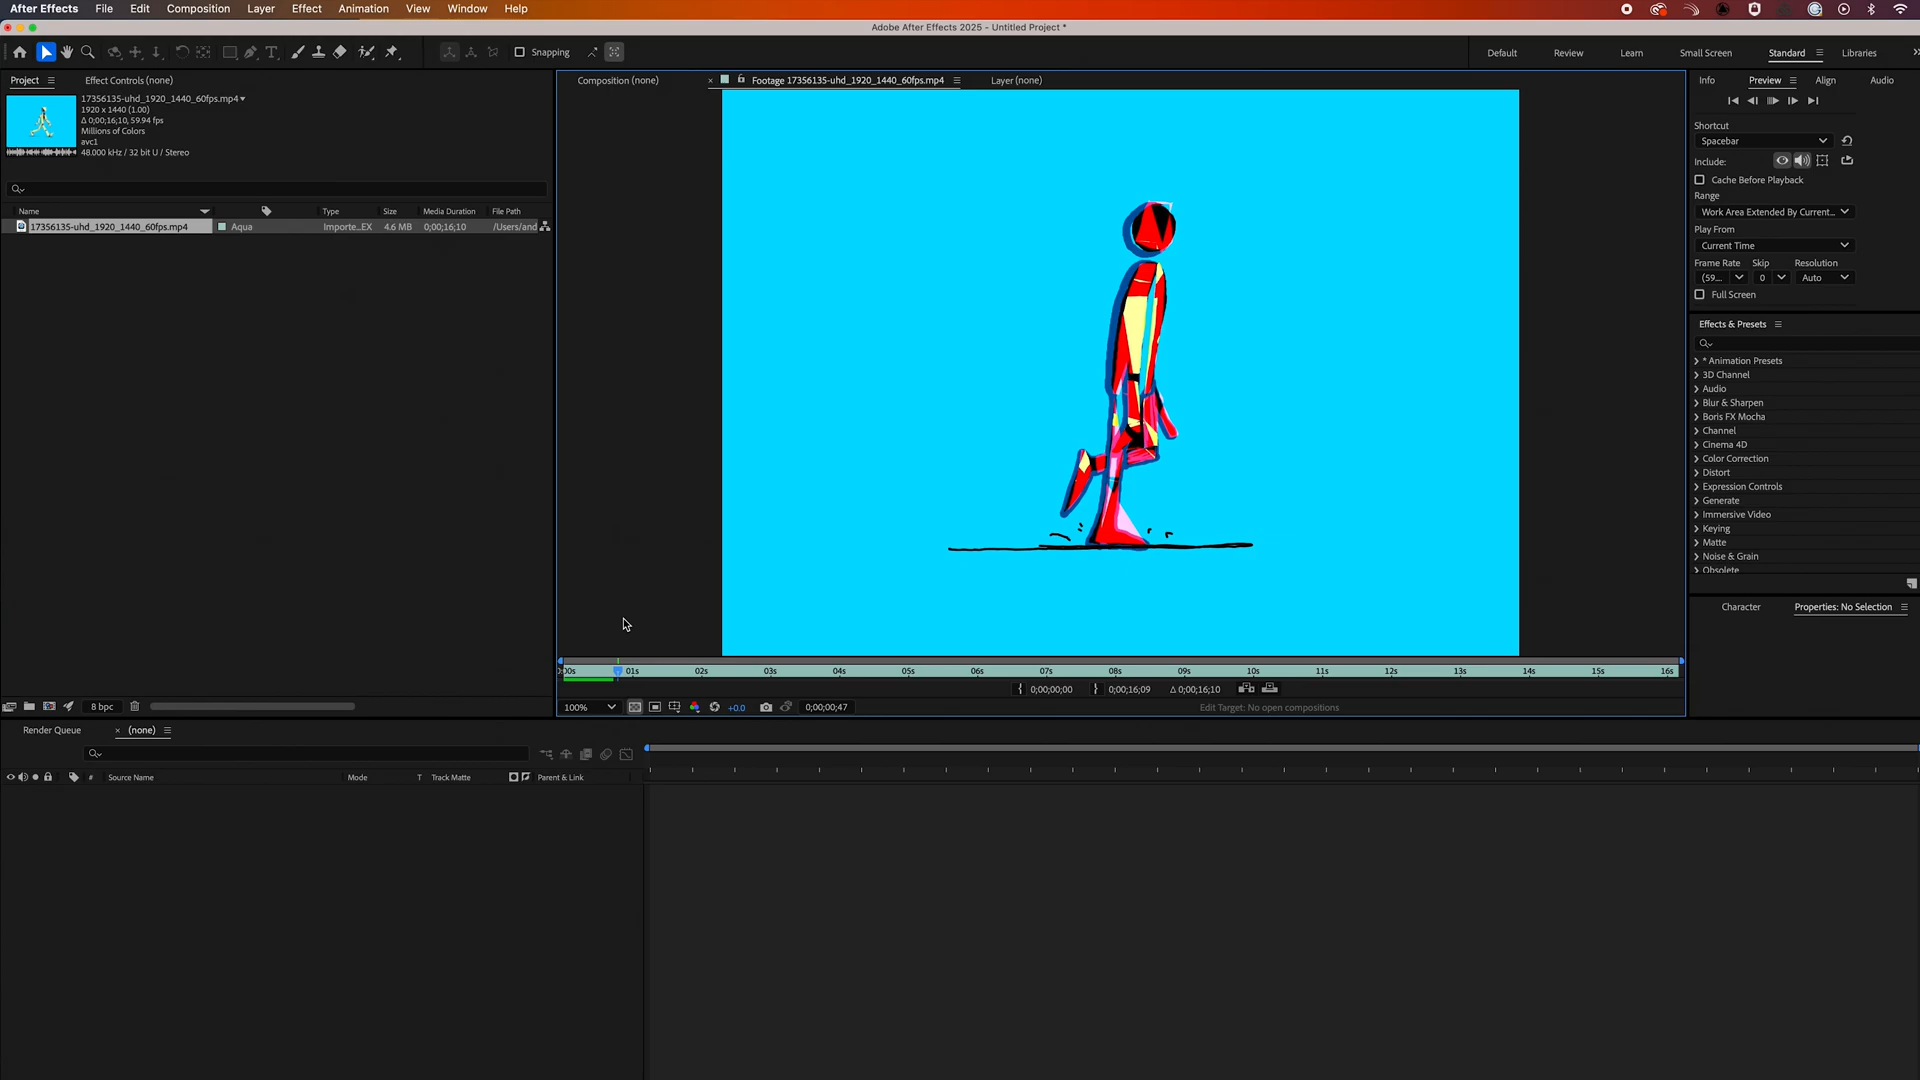 After Effects File Edit Composition Layer Effect Animation View Window Help
Adobe After Effects 2025 - Untitled Project *
Snapping
Default Review Learn Small Screen Standard Libraries
Project Effect Controls (none)
Composition (none) Footage 17356135-uhd_1920_1440_60fps.mp4 Layer (none)
Info Preview Align Audio
17356135-uhd_1920_1440_60fps.mp4
1920 x 1440 (1.00)
Δ 0;00;16;10, 59.94 fps
Millions of Colors
avc1
48.000 kHz / 32 bit U / Stereo
Shortcut
Spacebar
Include:
Cache Before Playback
Range
Work Area Extended By Current...
Play From
Current Time
Frame Rate Skip Resolution
(59... 0 Auto
Full Screen
Name Type Size Media Duration File Path
17356135-uhd_1920_1440_60fps.mp4 Aqua Importe...EX 4.6 MB 0;00;16;10 /Users/and
Effects & Presets
* Animation Presets
3D Channel
Audio
Blur & Sharpen
Boris FX Mocha
Channel
Cinema 4D
Color Correction
Distort
Expression Controls
Generate
Immersive Video
Keying
Matte
Noise & Grain
Obsolete
Character Properties: No Selection
00s 01s 02s 03s 04s 05s 06s 07s 08s 09s 10s 11s 12s 13s 14s 15s 16s
0;00;00;00 0;00;16;09 Δ 0;00;16;10
8 bpc
100% +0.0 0;00;00;47 Edit Target: No open compositions
Render Queue (none)
# Source Name Mode T Track Matte Parent & Link